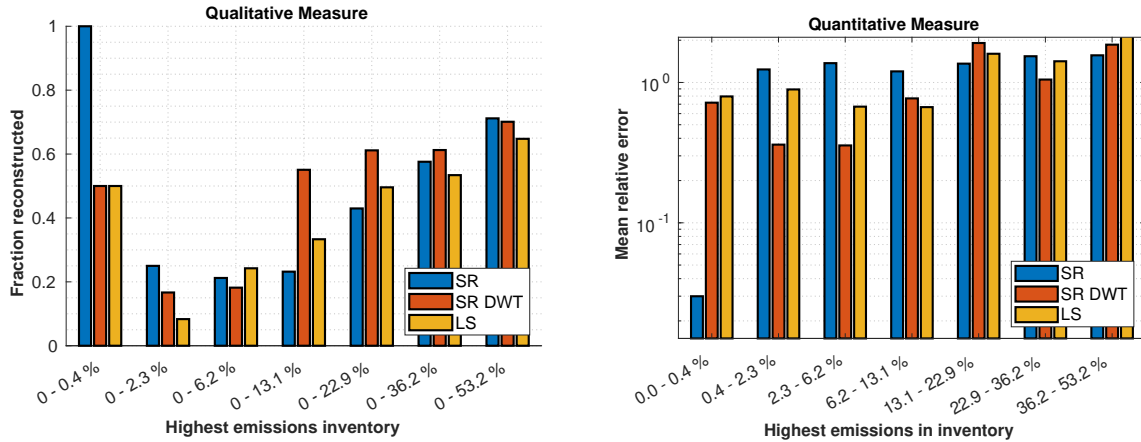 Qualitative Measure
1
0.8
0.6
0.4
0.2
0
Fraction reconstructed
SR
SR DWT
LS
0 - 0.4 %
0 - 2.3 %
0 - 6.2 %
0 - 13.1 %
0 - 22.9 %
0 - 36.2 %
0 - 53.2 %
Highest emissions inventory
Quantitative Measure
10^0
10^-1
Mean relative error
SR
SR DWT
LS
0.0 - 0.4 %
0.4 - 2.3 %
2.3 - 6.2 %
6.2 - 13.1 %
13.1 - 22.9 %
22.9 - 36.2 %
36.2 - 53.2 %
Highest emissions in inventory